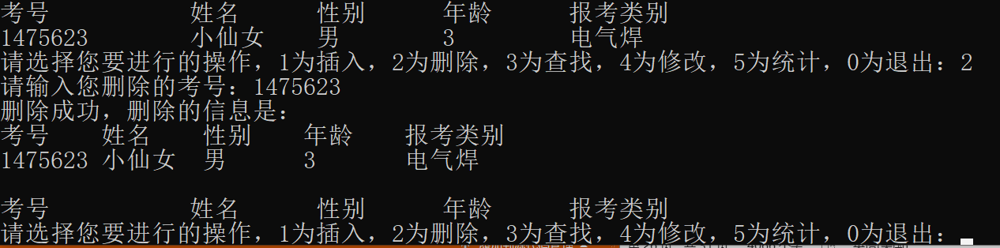 考号 姓名 性别 年龄 报考类别
1475623 小仙女 男 3 电气焊
请选择您要进行的操作，1为插入，2为删除，3为查找，4为修改，5为统计，0为退出：2
请输入您删除的考号：1475623
删除成功，删除的信息是：
考号 姓名 性别 年龄 报考类别
1475623 小仙女 男 3 电气焊
考号 姓名 性别 年龄 报考类别
请选择您要进行的操作，1为插入，2为删除，3为查找，4为修改，5为统计，0为退出：